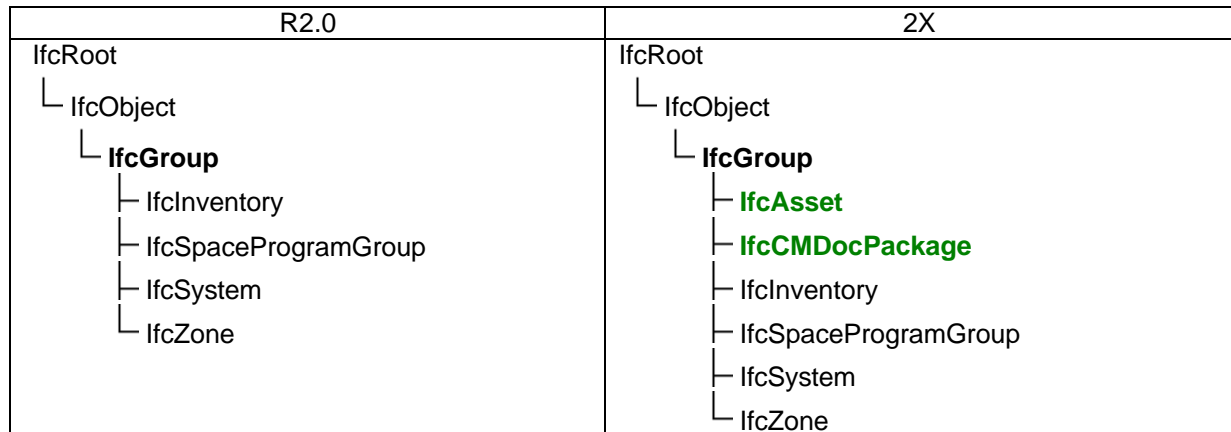 R2.0
2X
IfcRoot
IfcObject
IfcGroup
IfcInventory
IfcSpaceProgramGroup
IfcSystem
IfcZone
IfcRoot
IfcObject
IfcGroup
IfcAsset
IfcCMDocPackage
IfcInventory
IfcSpaceProgramGroup
IfcSystem
IfcZone